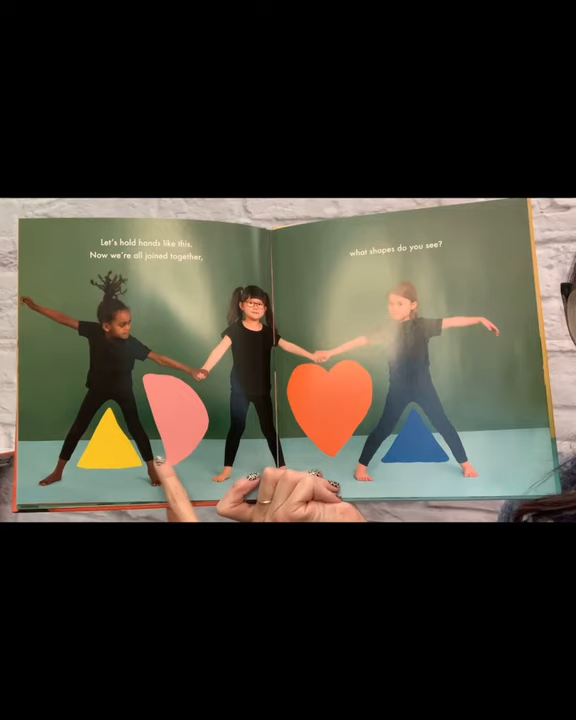 Let's hold hands like this.
Now we're all joined together,
what shapes do you see?